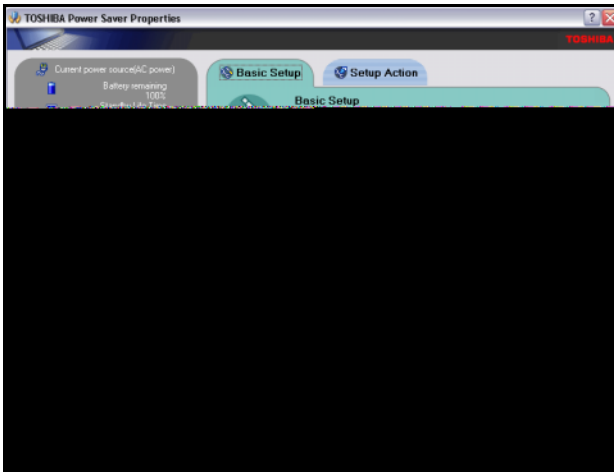 TOSHIBA Power Saver Properties
TOSHIBA
Current power source(AC power)
Battery remaining
100%
Basic Setup
Setup Action
Basic Setup